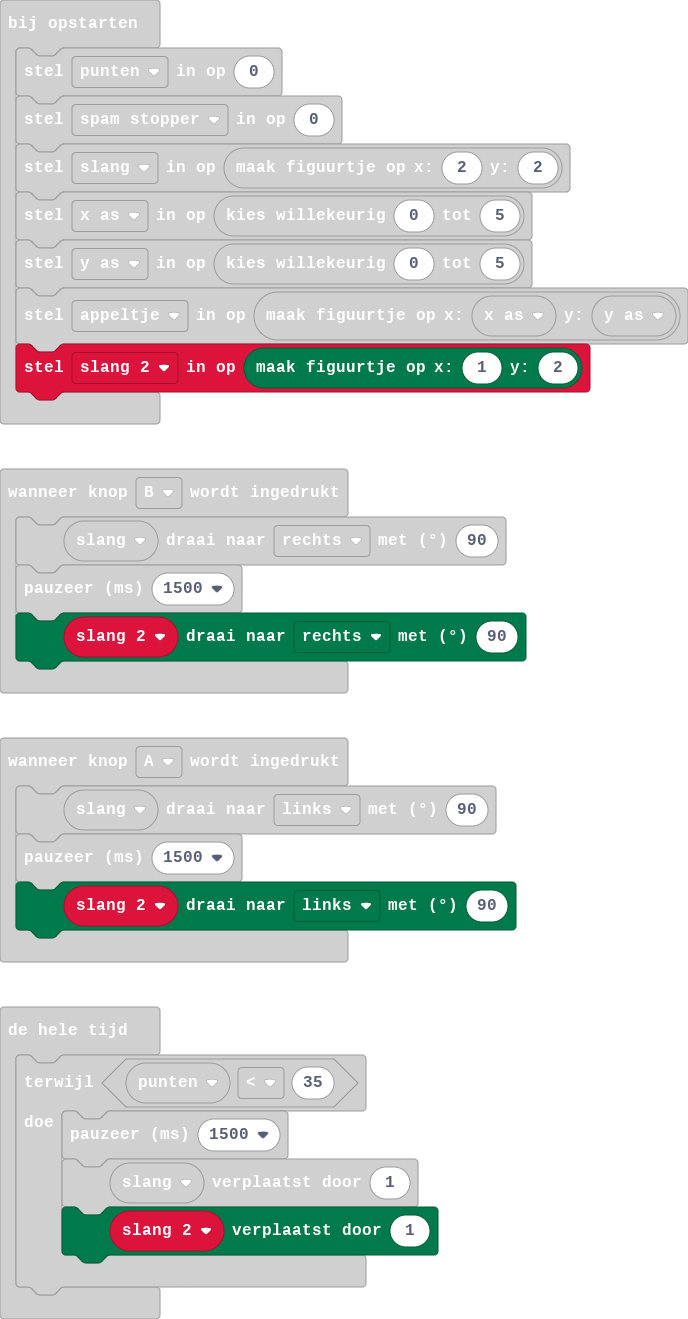 bij opstarten
stel punten in op 0
stel spam stopper in op 0
stel slang in op maak figuurtje op x: 2 y: 2
stel x as in op kies willekeurig 0 tot 5
stel y as in op kies willekeurig 0 tot 5
stel appeltje in op maak figuurtje op x: x as y: y as
stel slang 2 in op maak figuurtje op x: 1 y: 2
wanneer knop B wordt ingedrukt
slang draai naar rechts met (°) 90
pauzeer (ms) 1500
slang 2 draai naar rechts met (°) 90
wanneer knop A wordt ingedrukt
slang draai naar links met (°) 90
pauzeer (ms) 1500
slang 2 draai naar links met (°) 90
de hele tijd
terwijl punten < 35
doe
pauzeer (ms) 1500
slang verplaatst door 1
slang 2 verplaatst door 1